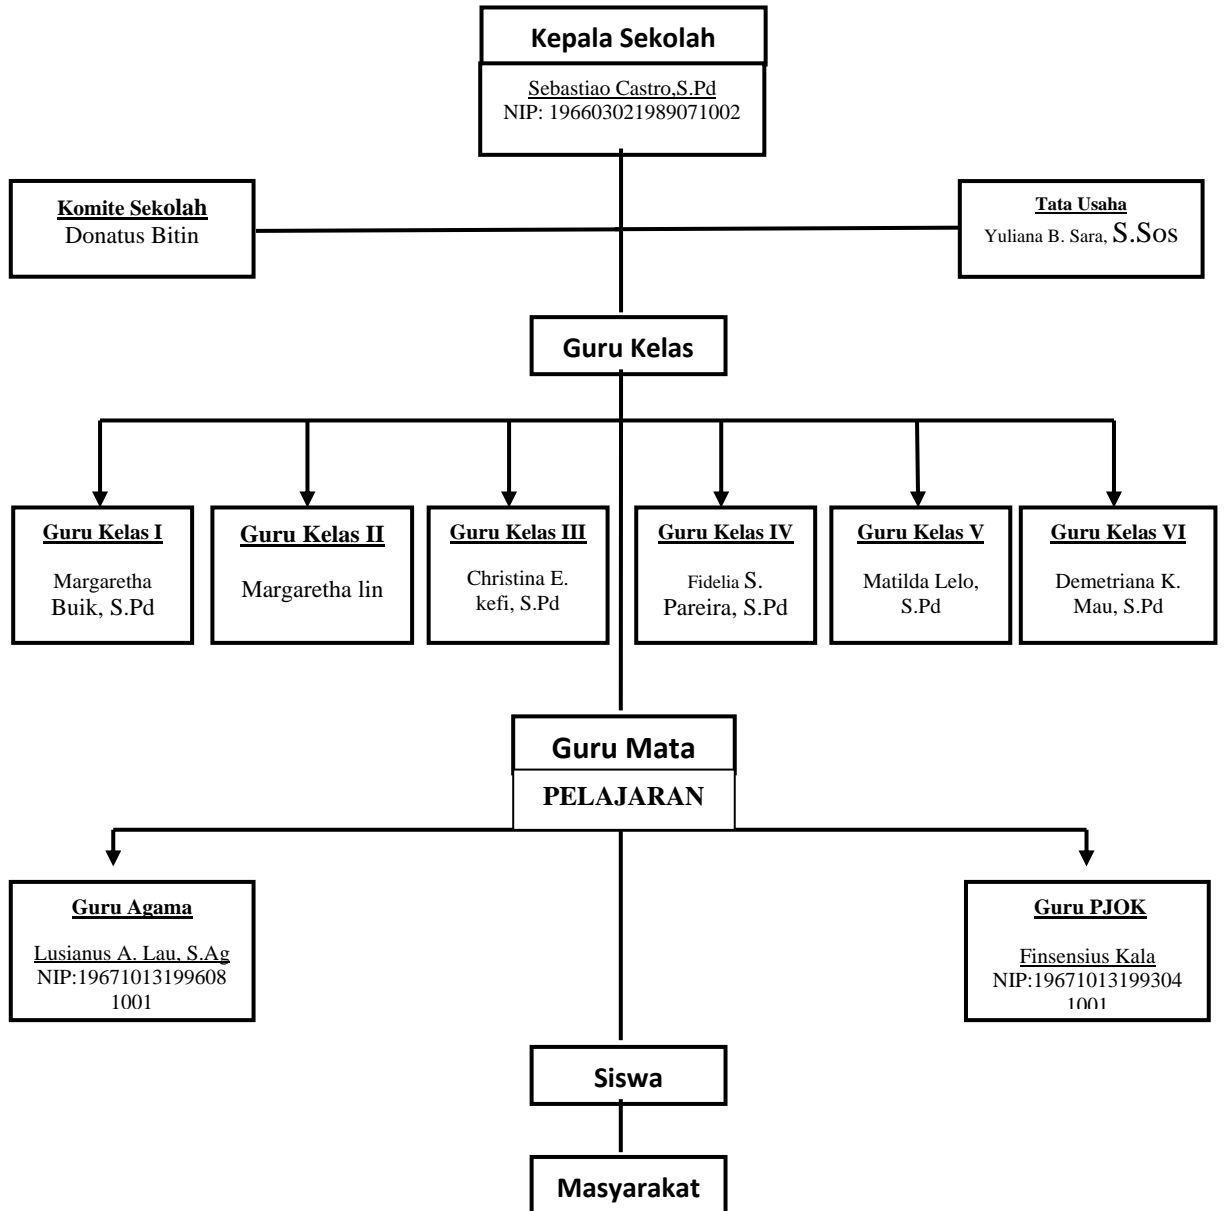 Kepala Sekolah
Sebastiao Castro,S.Pd
NIP: 196603021989071002
Komite Sekolah
Donatus Bitin
Tata Usaha
Yuliana B. Sara, S.Sos
Guru Kelas
Guru Kelas I
Margaretha
Buik, S.Pd
Guru Kelas II
Margaretha lin
Guru Kelas III
Christina E.
kefi, S.Pd
Guru Kelas IV
Fidelia S.
Pareira, S.Pd
Guru Kelas V
Matilda Lelo,
S.Pd
Guru Kelas VI
Demetriana K.
Mau, S.Pd
Guru Mata
PELAJARAN
Guru Agama
Lusianus A. Lau, S.Ag
NIP:19671013199608
1001
Guru PJOK
Finsensius Kala
NIP:19671013199304
1001
Siswa
Masyarakat